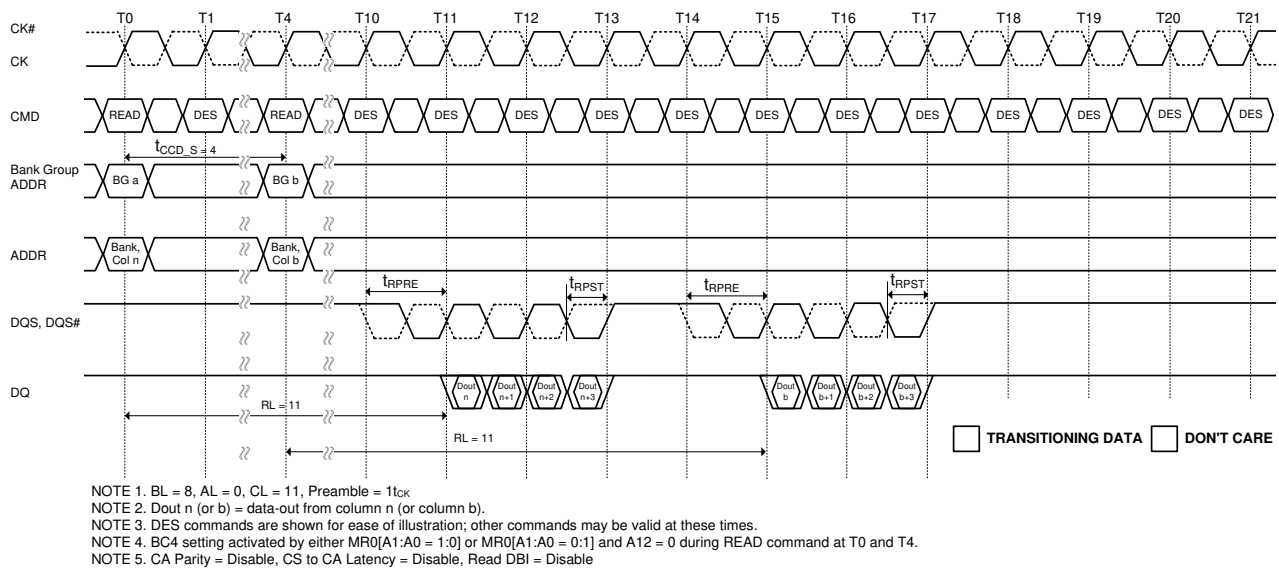 T0 T1 T4 T10 T11 T12 T13 T14 T15 T16 T17 T18 T19 T20 T21
CK#
CK
CMD
READ DES READ DES DES DES DES DES DES DES DES DES DES DES DES
tCCD_S = 4
Bank Group
ADDR
BG a BG b
ADDR
Bank,
Col n
Bank,
Col b
tRPRE tRPST tRPRE tRPST
DQS, DQS#
DQ
Dout
n
Dout
n+1
Dout
n+2
Dout
n+3
Dout
b
Dout
b+1
Dout
b+2
Dout
b+3
RL = 11
RL = 11
TRANSITIONING DATA DON'T CARE
NOTE 1. BL = 8, AL = 0, CL = 11, Preamble = 1tCK
NOTE 2. Dout n (or b) = data-out from column n (or column b).
NOTE 3. DES commands are shown for ease of illustration; other commands may be valid at these times.
NOTE 4. BC4 setting activated by either MR0[A1:A0 = 1:0] or MR0[A1:A0 = 0:1] and A12 = 0 during READ command at T0 and T4.
NOTE 5. CA Parity = Disable, CS to CA Latency = Disable, Read DBI = Disable